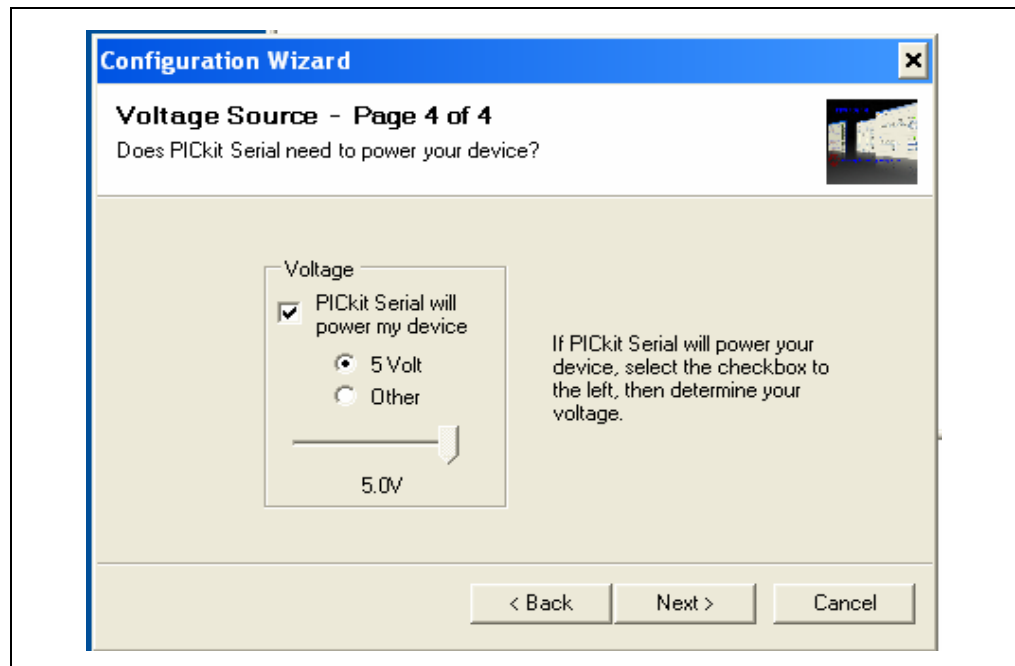 Configuration Wizard
Voltage Source - Page 4 of 4
Does PICkit Serial need to power your device?
Voltage
PICkit Serial will
power my device
5 Volt
Other
5.0V
If PICkit Serial will power your
device, select the checkbox to
the left, then determine your
voltage.
< Back
Next >
Cancel